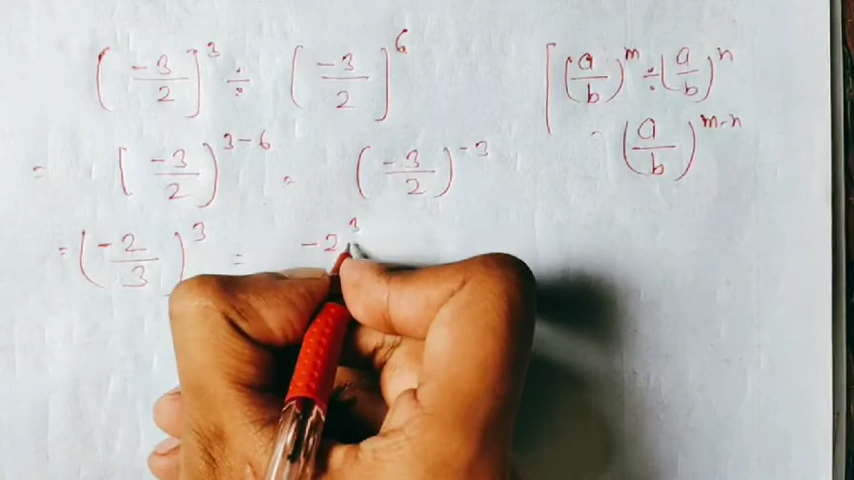 (-3/2)^3 ÷ (-3/2)^6 [(a/b)^m ÷ (a/b)^n
= (-3/2)^3-6 = (-3/2)^-3 = (a/b)^m-n
= (-2/3)^3 = -2^3